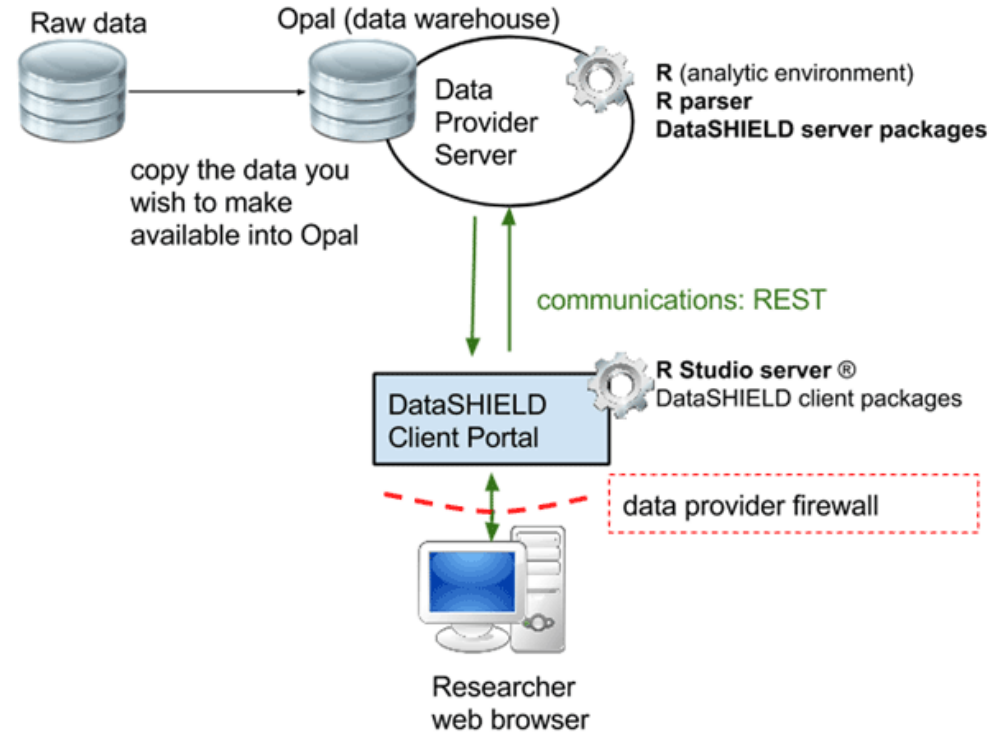 Raw data
Opal (data warehouse)
Data
Provider
Server
R (analytic environment)
R parser
DataSHIELD server packages
copy the data you
wish to make
available into Opal
communications: REST
R Studio server ®
DataSHIELD client packages
DataSHIELD
Client Portal
data provider firewall
Researcher
web browser